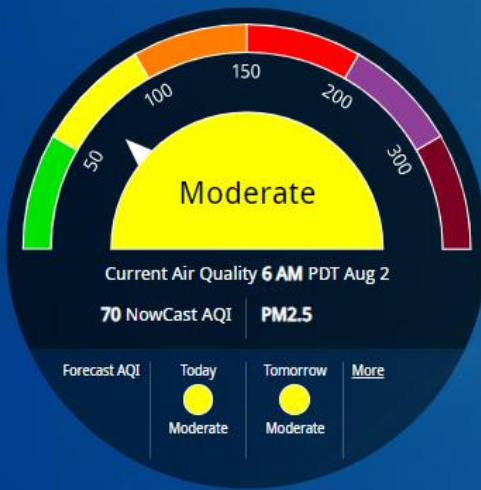 50
100
150
200
300
Moderate
Current Air Quality 6 AM PDT Aug 2
70 NowCast AQI PM2.5
Forecast AQI Today Tomorrow More
Moderate Moderate